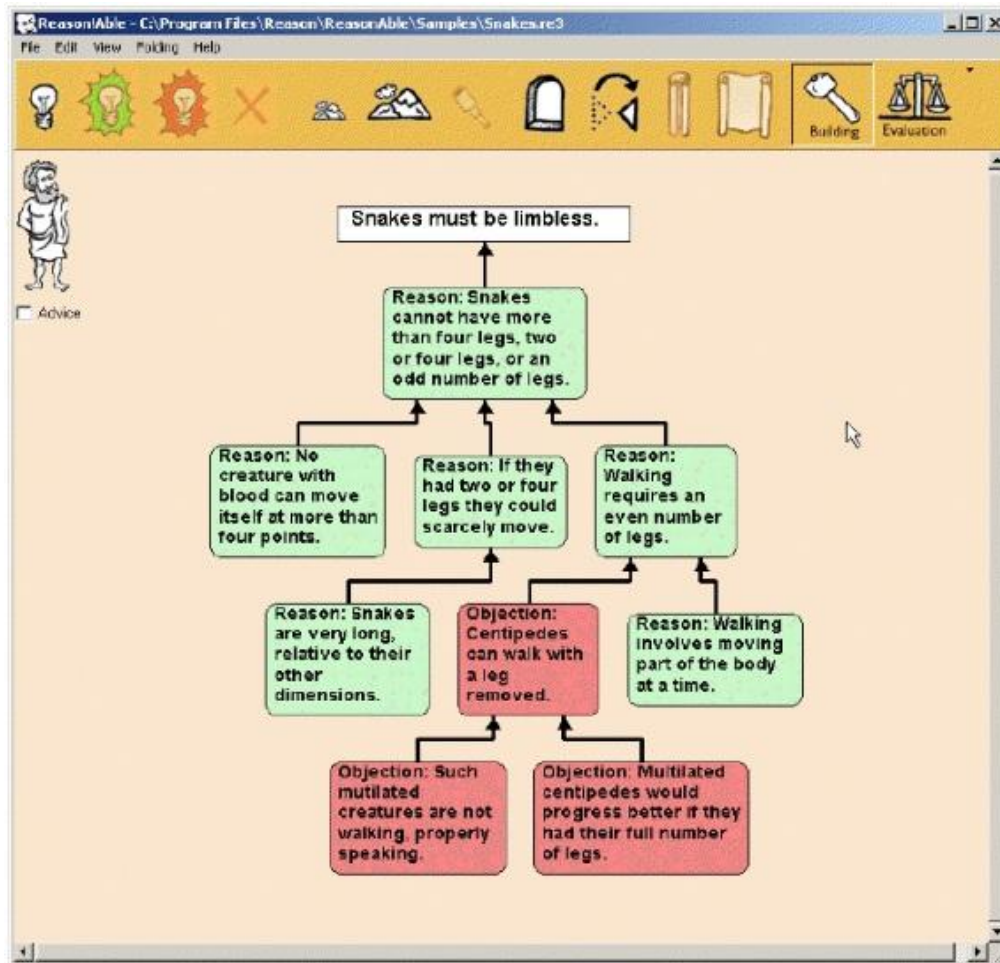 Reason!Able - C:\Program Files\Reason\ReasonAble\Samples\Snakes.re3
File Edit View Folding Help
Building
Evaluation
Advice
Snakes must be limbless.
Reason: Snakes
cannot have more
than four legs, two
or four legs, or an
odd number of legs.
Reason: No
creature with
blood can move
itself at more than
four points.
Reason: If they
had two or four
legs they could
scarcely move.
Reason:
Walking
requires an
even number
of legs.
Reason: Snakes
are very long,
relative to their
other
dimensions.
Objection:
Centipedes
can walk with
a leg
removed.
Reason: Walking
involves moving
part of the body
at a time.
Objection: Such
mutilated
creatures are not
walking, properly
speaking.
Objection: Multilated
centipedes would
progress better if they
had their full number
of legs.